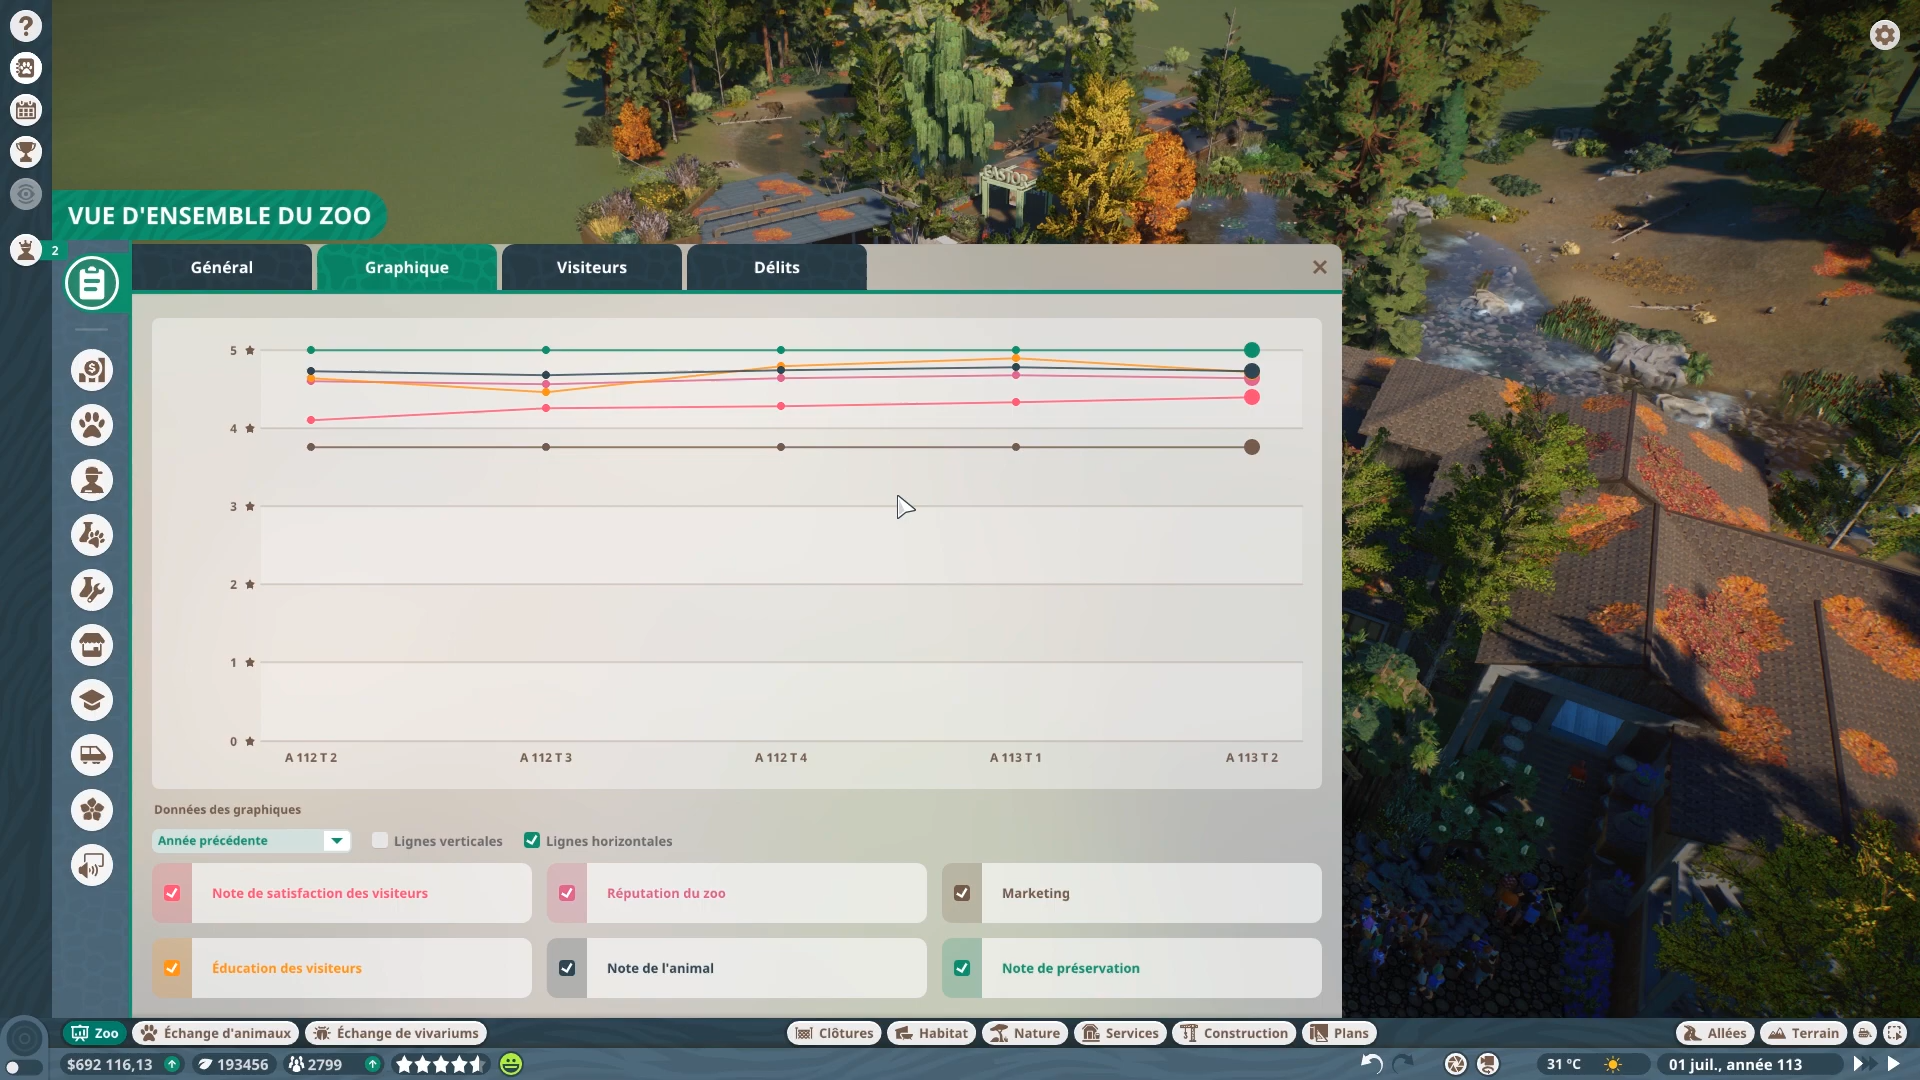 CASTOR
VUE D'ENSEMBLE DU ZOO
2
Général
Graphique
Visiteurs
Délits
5
4
3
2
1
0
A 112 T 2
A 112 T 3
A 112 T 4
A 113 T 1
A 113 T 2
Données des graphiques
Année précédente
Lignes verticales
Lignes horizontales
Note de satisfaction des visiteurs
Réputation du zoo
Marketing
Éducation des visiteurs
Note de l'animal
Note de préservation
Zoo
Échange d'animaux
Échange de vivariums
Clôtures
Habitat
Nature
Services
Construction
Plans
Allées
Terrain
$692 116,13
193456
2799
31 °C
01 juil., année 113